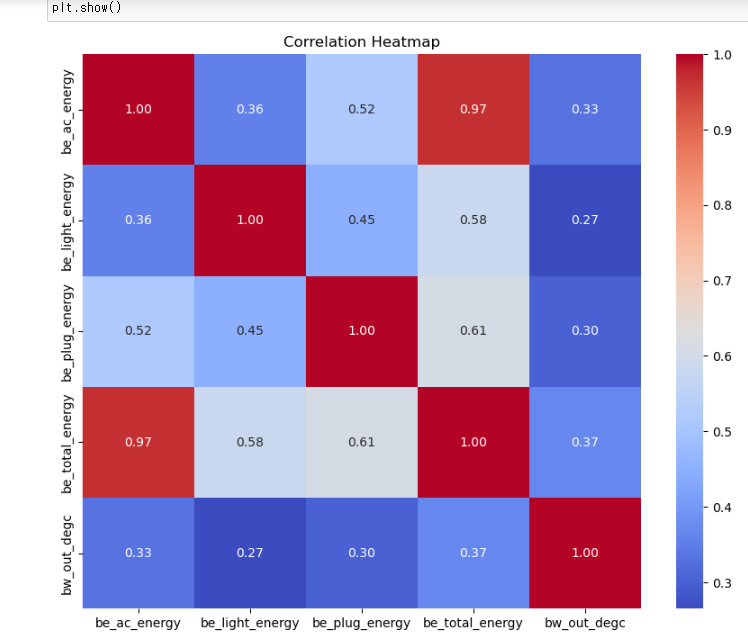 plt.show()
Correlation Heatmap
be_ac_energy 1.00 0.36 0.52 0.97 0.33
be_light_energy 0.36 1.00 0.45 0.58 0.27
be_plug_energy 0.52 0.45 1.00 0.61 0.30
be_total_energy 0.97 0.58 0.61 1.00 0.37
bw_out_degc 0.33 0.27 0.30 0.37 1.00
be_ac_energy be_light_energy be_plug_energy be_total_energy bw_out_degc
1.0
0.9
0.8
0.7
0.6
0.5
0.4
0.3